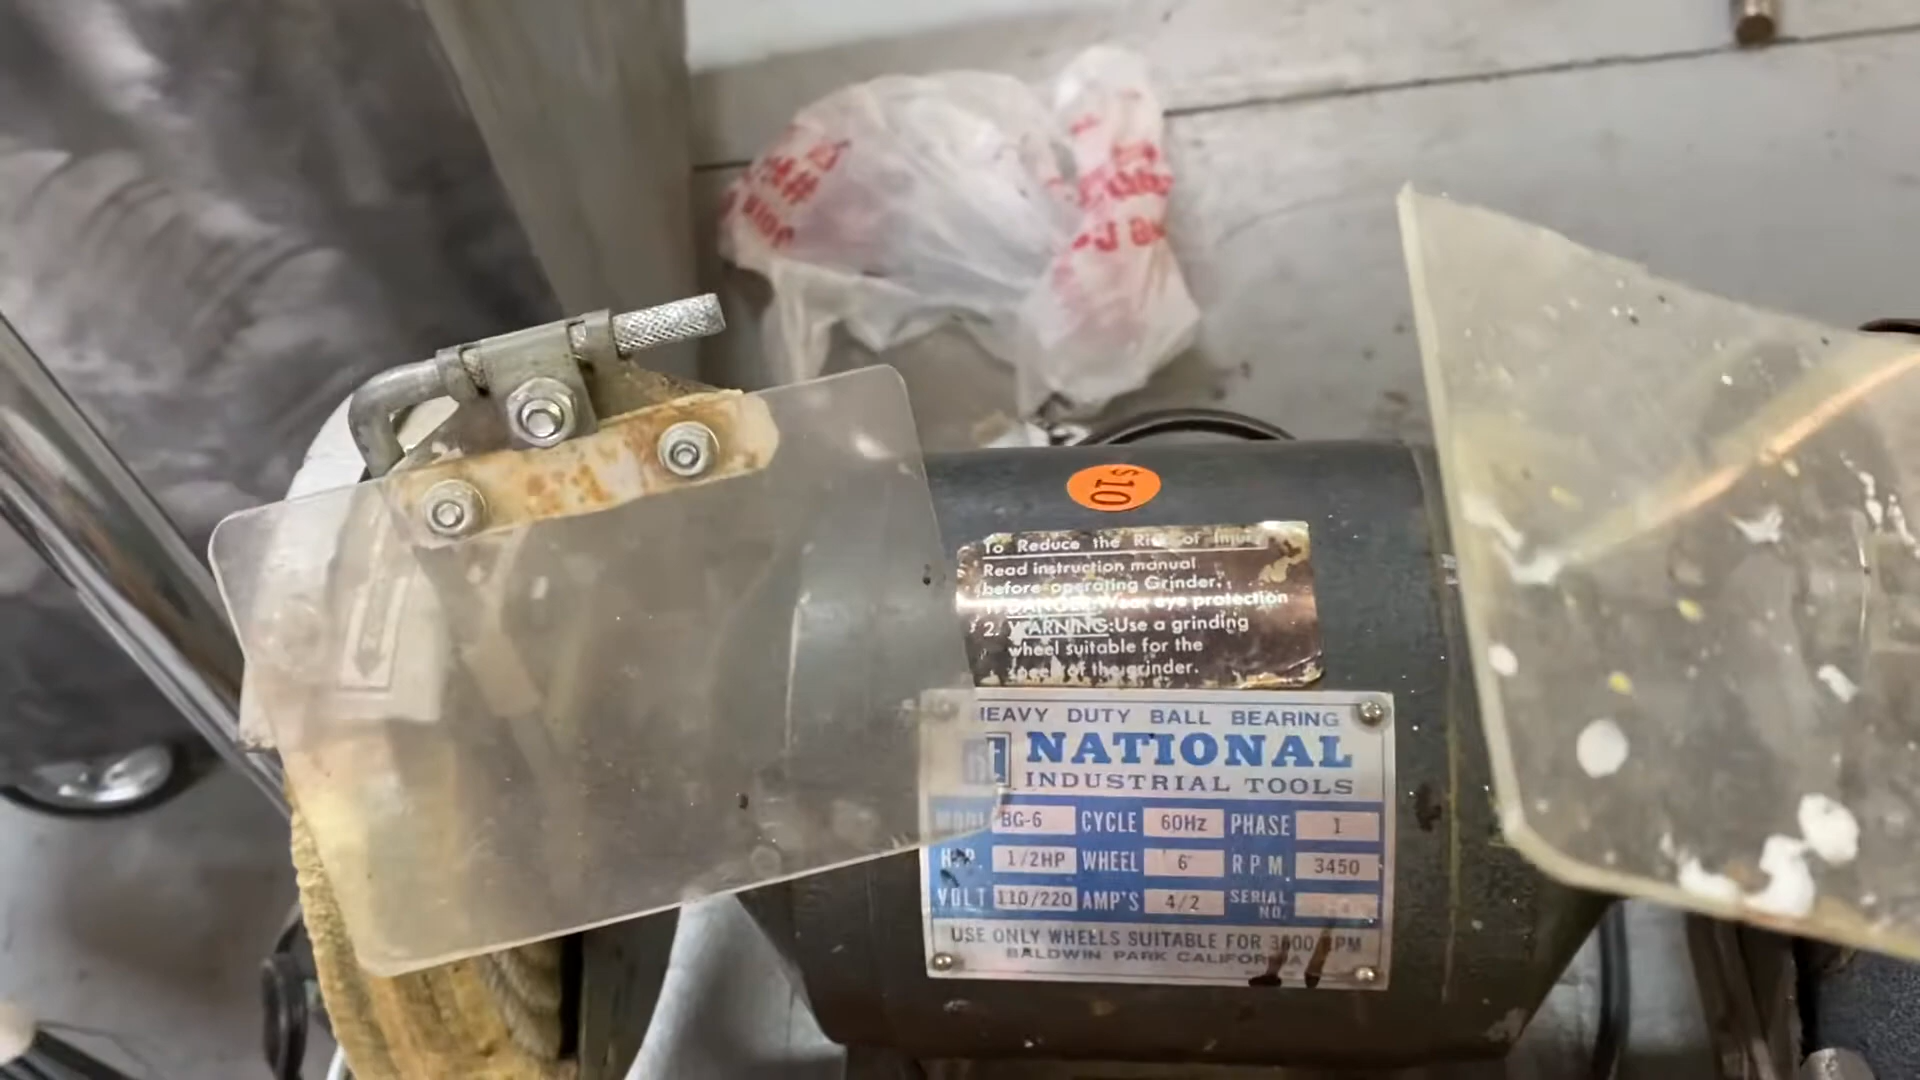 $10
To Reduce the Risk of Injury
Read instruction manual
before operating Grinder.
1. DANGER:Wear eye protection
2. WARNING:Use a grinding
wheel suitable for the
speed of the grinder.
HEAVY DUTY BALL BEARING
NATIONAL
INDUSTRIAL TOOLS
MODEL BG-6 CYCLE 60Hz PHASE 1
H.P. 1/2HP WHEEL 6" R.P.M. 3450
VOLT 110/220 AMP'S 4/2 SERIAL NO.
USE ONLY WHEELS SUITABLE FOR 3600 RPM
BALDWIN PARK CALIFORNIA